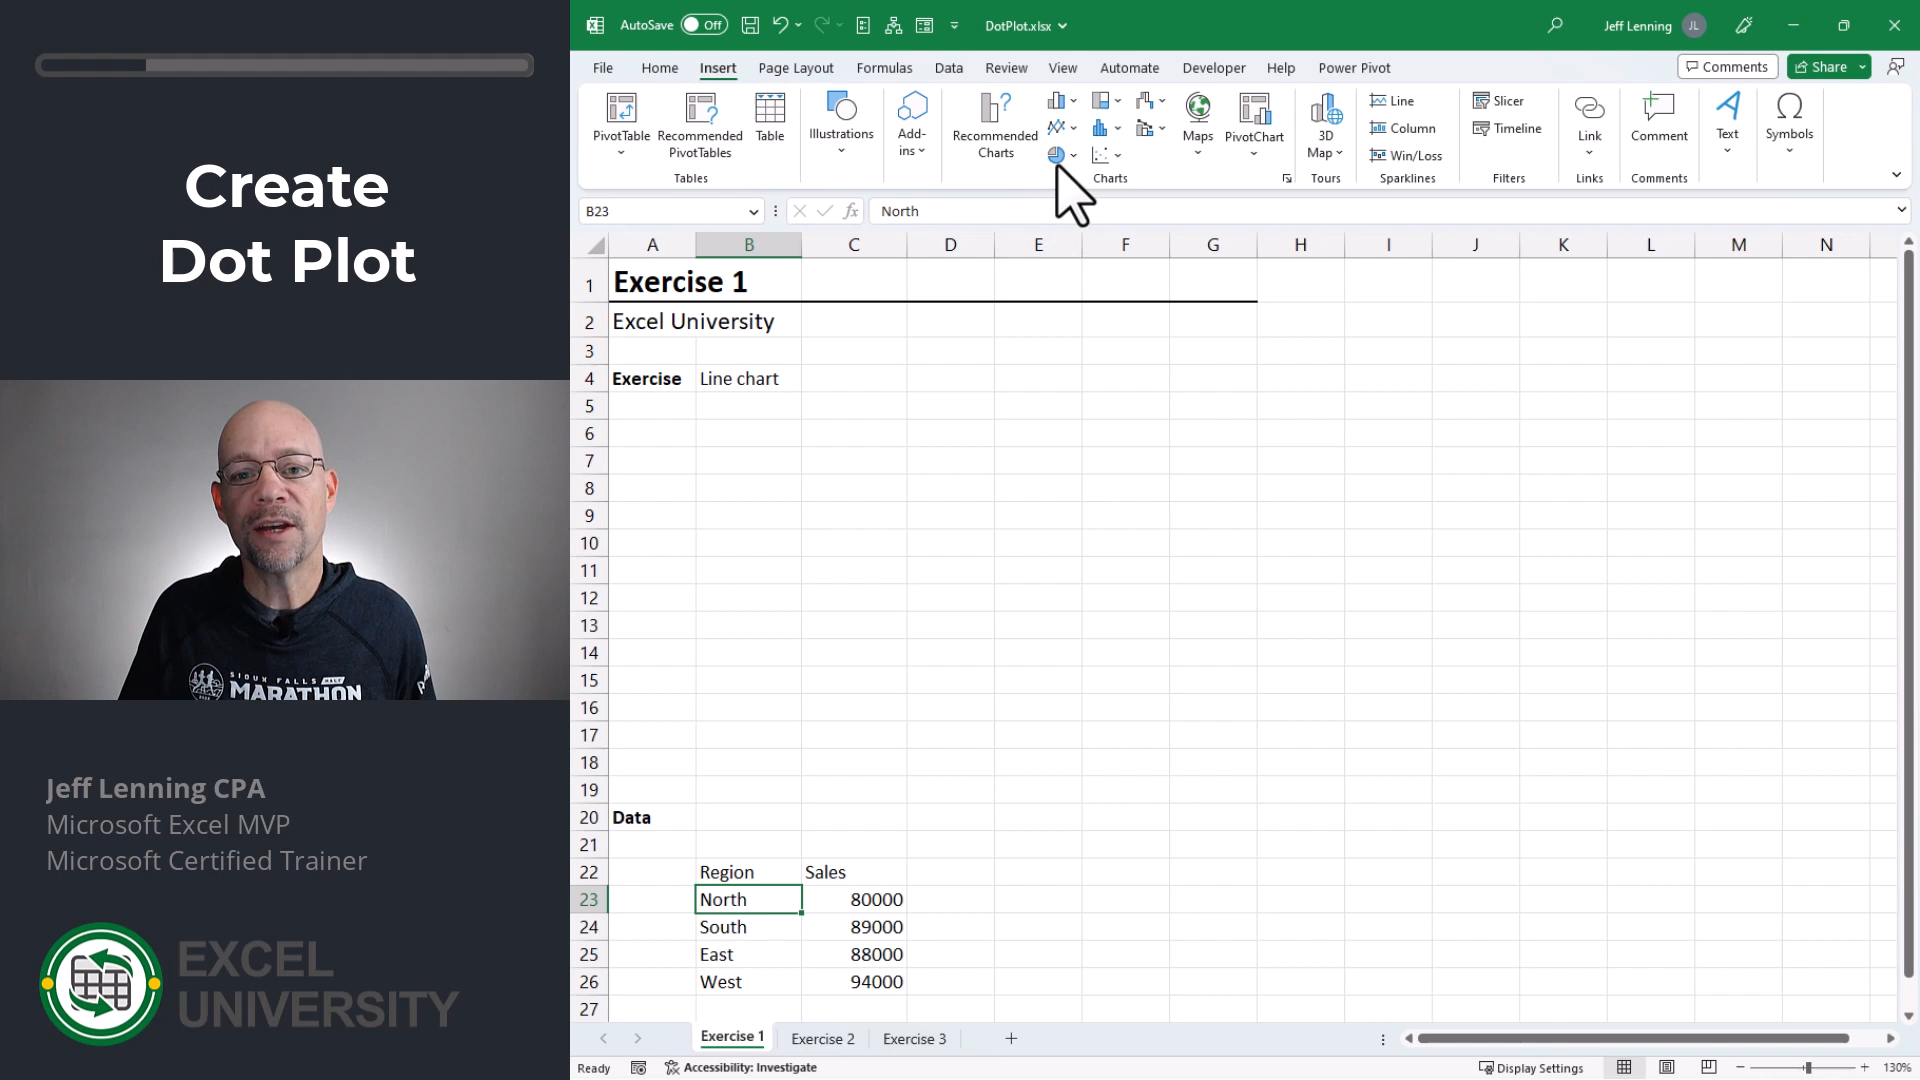 Create
Dot Plot
SIOUX FALLS HALF
MARATHON
Jeff Lenning CPA
Microsoft Excel MVP
Microsoft Certified Trainer
EXCEL
UNIVERSITY
AutoSave Off DotPlot.xlsx Jeff Lenning JL
File Home Insert Page Layout Formulas Data Review View Automate Developer Help Power Pivot Comments Share
PivotTable Recommended PivotTables Table Illustrations Add-ins Recommended Charts Maps PivotChart 3D Map Line Column Win/Loss Slicer Timeline Link Comment Text Symbols
Tables Charts Tours Sparklines Filters Links Comments
B23 fx North
A B C D E F G H I J K L M N
1 Exercise 1
2 Excel University
3
4 Exercise Line chart
5
6
7
8
9
10
11
12
13
14
15
16
17
18
19
20 Data
21
22 Region Sales
23 North 80000
24 South 89000
25 East 88000
26 West 94000
27
Exercise 1 Exercise 2 Exercise 3
Ready Accessibility: Investigate Display Settings 130%